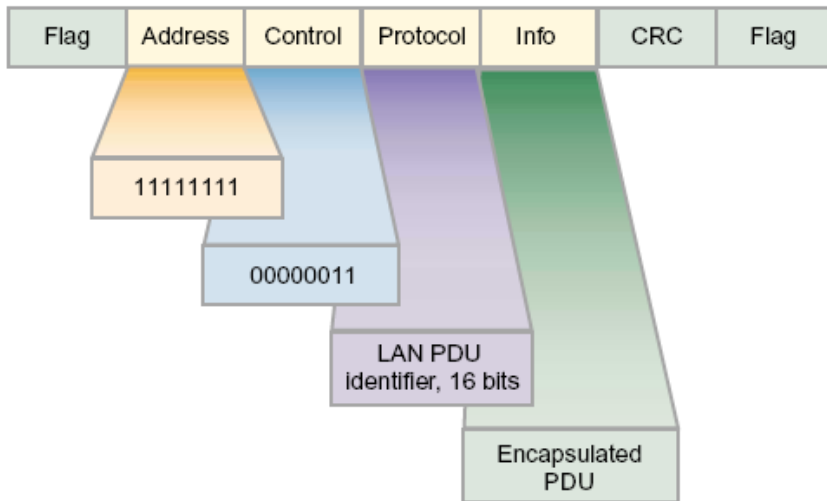 Flag Address Control Protocol Info CRC Flag
11111111
00000011
LAN PDU
identifier, 16 bits
Encapsulated
PDU